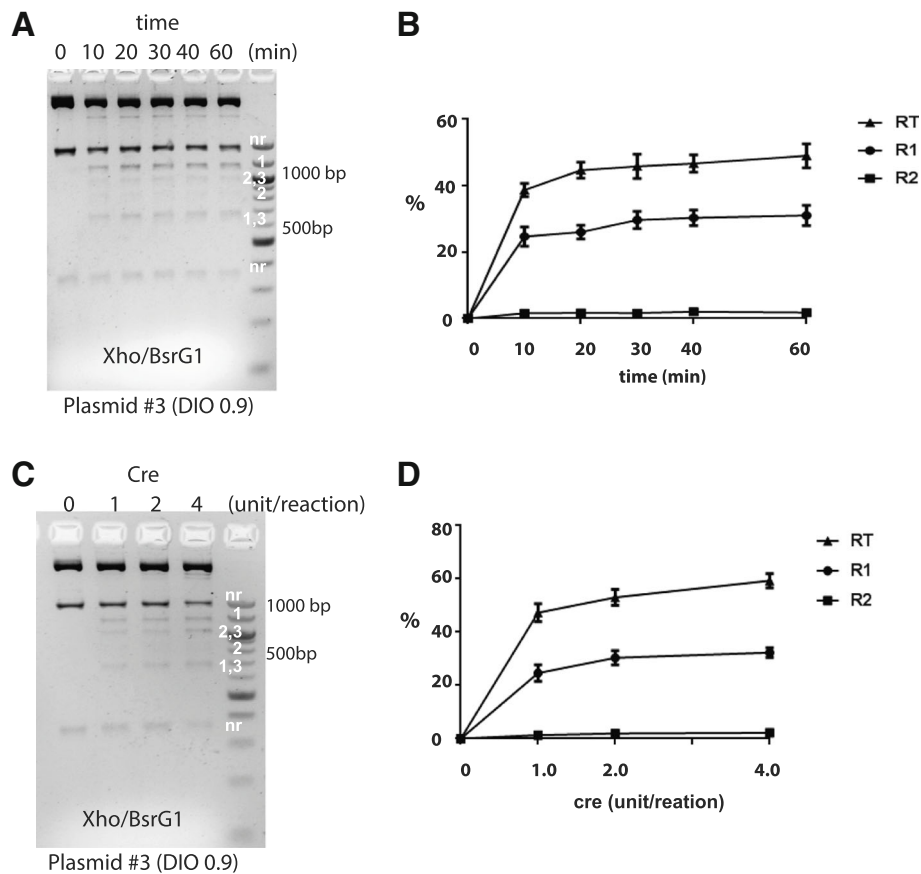 A
time
0 10 20 30 40 60 (min)
nr
1
2,3
1000 bp
2
1,3
500bp
nr
Xho/BsrG1
Plasmid #3 (DIO 0.9)
B
60
40
%
20
0
0 10 20 30 40 60
time (min)
RT
R1
R2
C
Cre
0 1 2 4 (unit/reaction)
nr
1000 bp
1
2,3
2
500bp
1,3
nr
Xho/BsrG1
Plasmid #3 (DIO 0.9)
D
80
60
%
40
20
0
0 1.0 2.0 4.0
cre (unit/reation)
RT
R1
R2